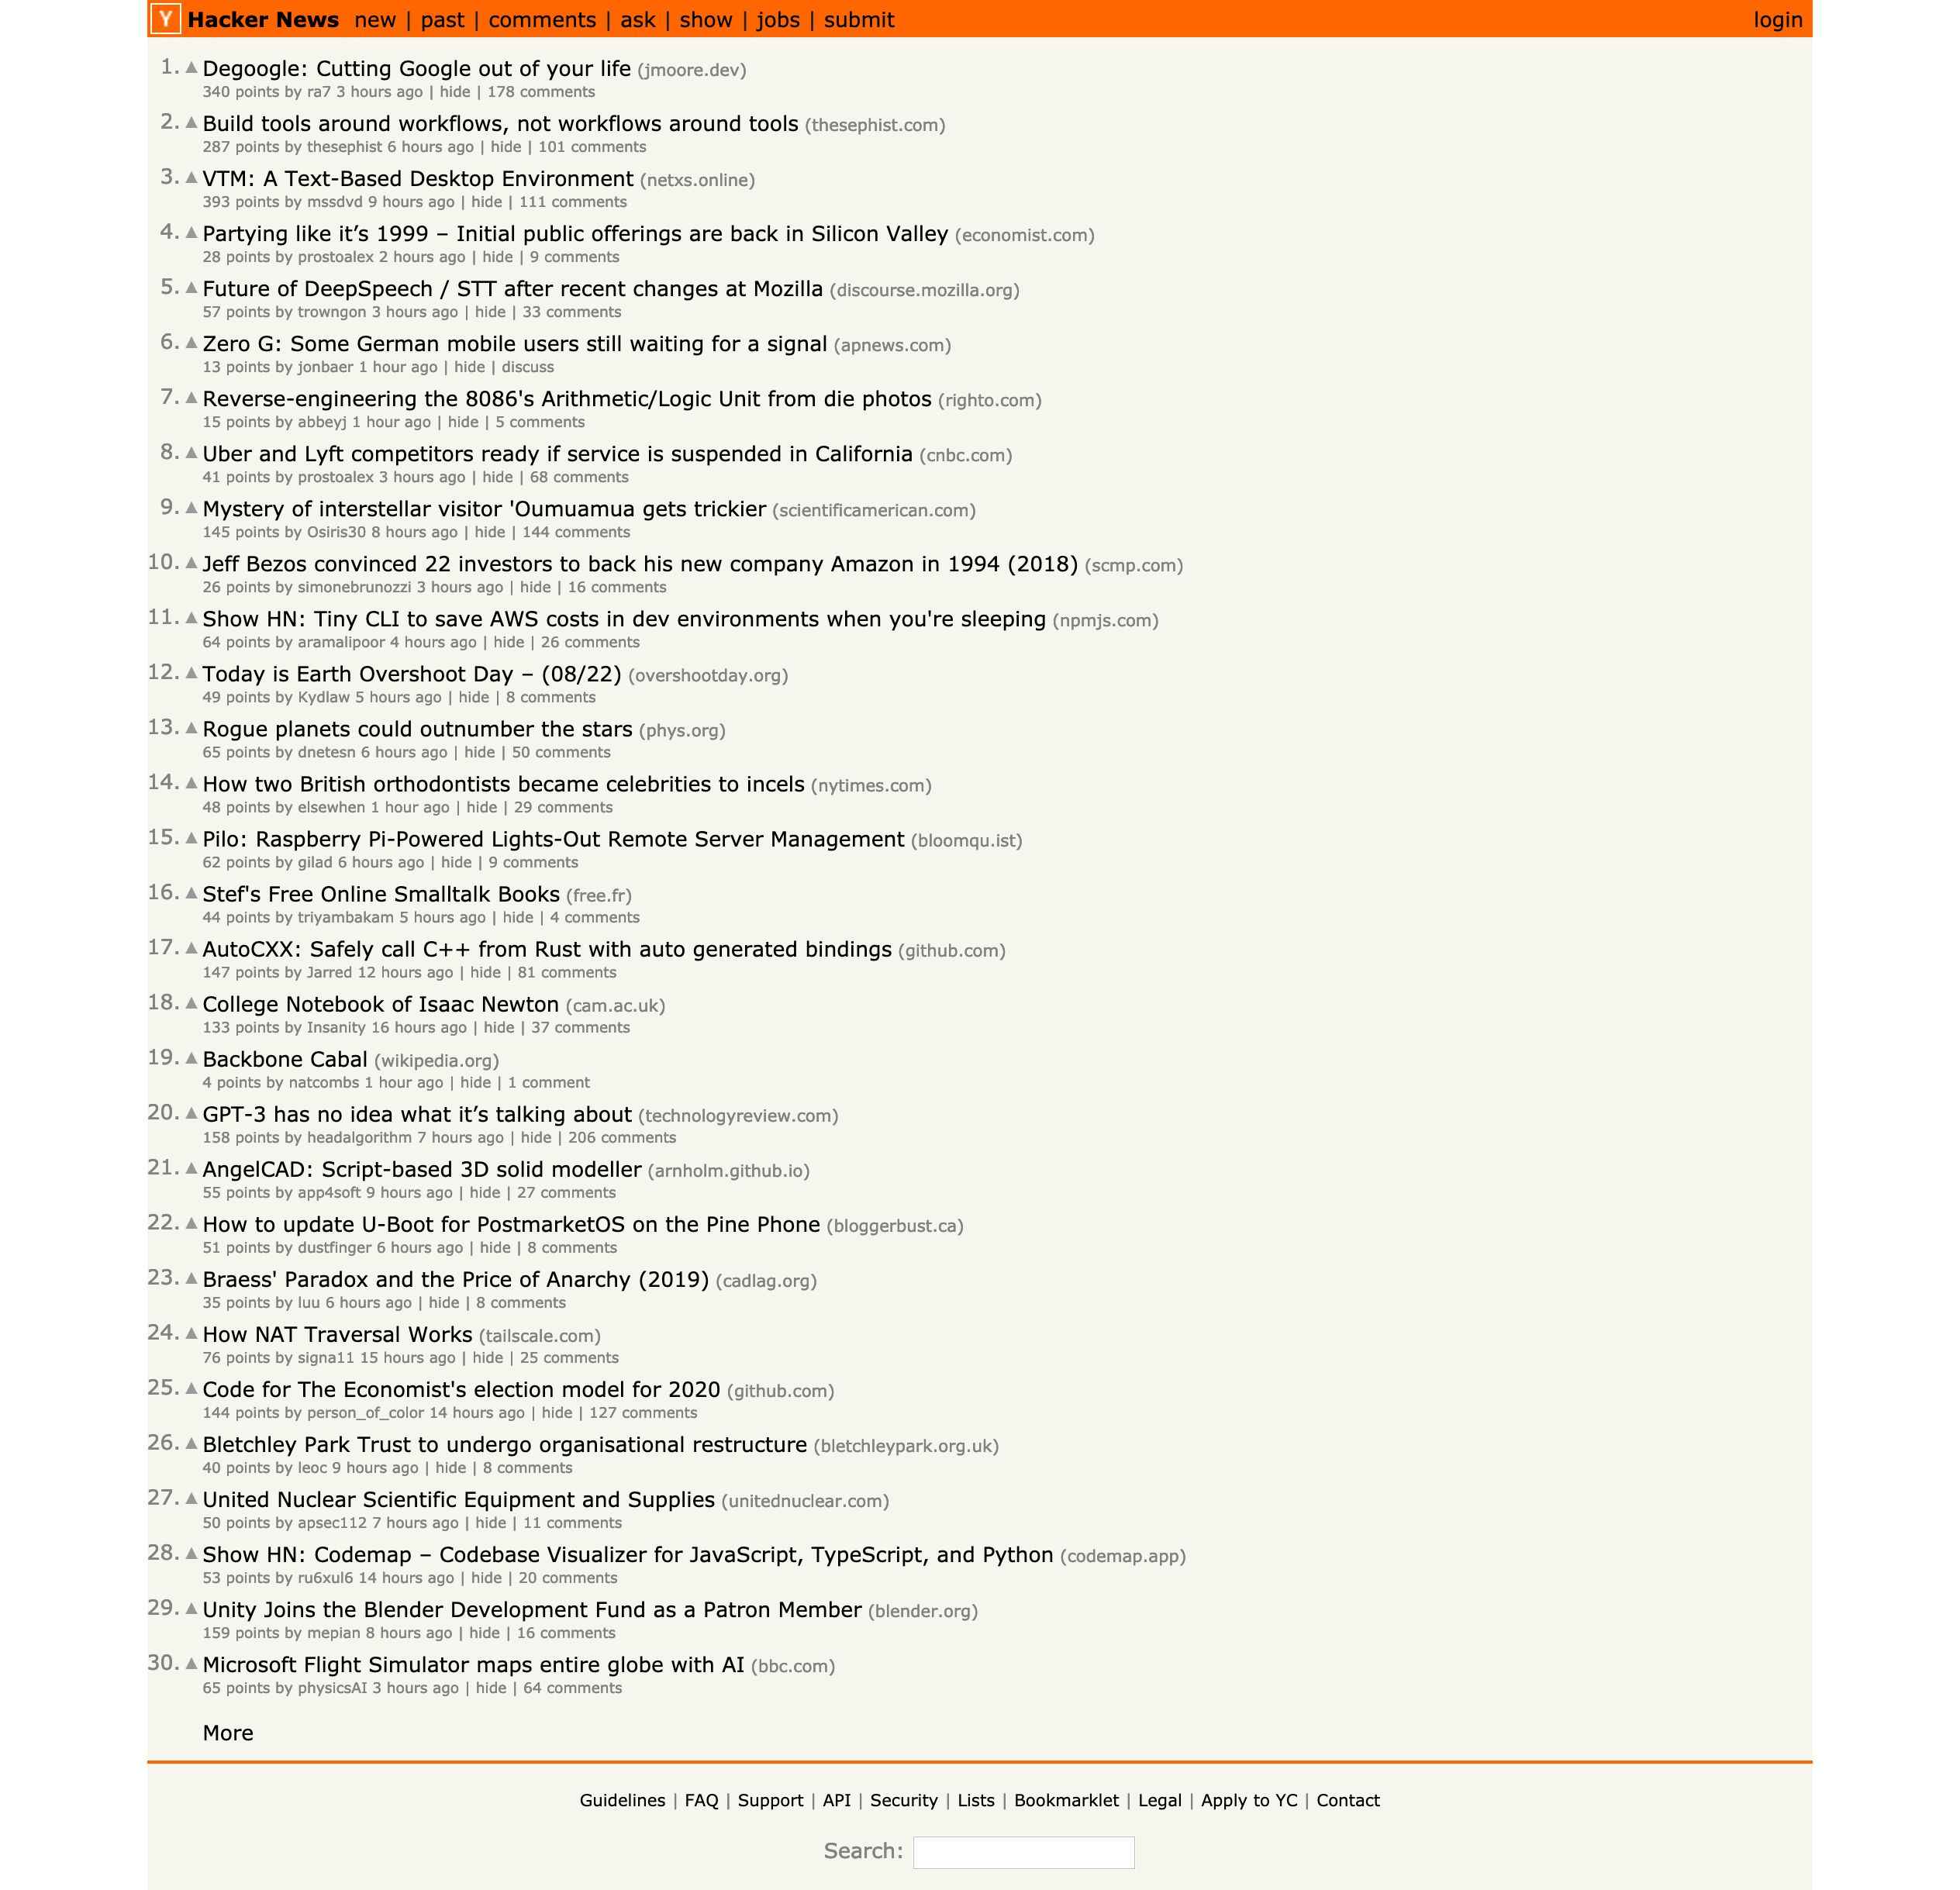 Y Hacker News new | past | comments | ask | show | jobs | submit login
1. ▲ Degoogle: Cutting Google out of your life (jmoore.dev)
340 points by ra7 3 hours ago | hide | 178 comments
2. ▲ Build tools around workflows, not workflows around tools (thesephist.com)
287 points by thesephist 6 hours ago | hide | 101 comments
3. ▲ VTM: A Text-Based Desktop Environment (netxs.online)
393 points by mssdvd 9 hours ago | hide | 111 comments
4. ▲ Partying like it’s 1999 – Initial public offerings are back in Silicon Valley (economist.com)
28 points by prostoalex 2 hours ago | hide | 9 comments
5. ▲ Future of DeepSpeech / STT after recent changes at Mozilla (discourse.mozilla.org)
57 points by trowngon 3 hours ago | hide | 33 comments
6. ▲ Zero G: Some German mobile users still waiting for a signal (apnews.com)
13 points by jonbaer 1 hour ago | hide | discuss
7. ▲ Reverse-engineering the 8086's Arithmetic/Logic Unit from die photos (righto.com)
15 points by abbeyj 1 hour ago | hide | 5 comments
8. ▲ Uber and Lyft competitors ready if service is suspended in California (cnbc.com)
41 points by prostoalex 3 hours ago | hide | 68 comments
9. ▲ Mystery of interstellar visitor 'Oumuamua gets trickier (scientificamerican.com)
145 points by Osiris30 8 hours ago | hide | 144 comments
10. ▲ Jeff Bezos convinced 22 investors to back his new company Amazon in 1994 (2018) (scmp.com)
26 points by simonebrunozzi 3 hours ago | hide | 16 comments
11. ▲ Show HN: Tiny CLI to save AWS costs in dev environments when you're sleeping (npmjs.com)
64 points by aramalipoor 4 hours ago | hide | 26 comments
12. ▲ Today is Earth Overshoot Day – (08/22) (overshootday.org)
49 points by Kydlaw 5 hours ago | hide | 8 comments
13. ▲ Rogue planets could outnumber the stars (phys.org)
65 points by dnetesn 6 hours ago | hide | 50 comments
14. ▲ How two British orthodontists became celebrities to incels (nytimes.com)
48 points by elsewhen 1 hour ago | hide | 29 comments
15. ▲ Pilo: Raspberry Pi-Powered Lights-Out Remote Server Management (bloomqu.ist)
62 points by gilad 6 hours ago | hide | 9 comments
16. ▲ Stef's Free Online Smalltalk Books (free.fr)
44 points by triyambakam 5 hours ago | hide | 4 comments
17. ▲ AutoCXX: Safely call C++ from Rust with auto generated bindings (github.com)
147 points by Jarred 12 hours ago | hide | 81 comments
18. ▲ College Notebook of Isaac Newton (cam.ac.uk)
133 points by Insanity 16 hours ago | hide | 37 comments
19. ▲ Backbone Cabal (wikipedia.org)
4 points by natcombs 1 hour ago | hide | 1 comment
20. ▲ GPT-3 has no idea what it’s talking about (technologyreview.com)
158 points by headalgorithm 7 hours ago | hide | 206 comments
21. ▲ AngelCAD: Script-based 3D solid modeller (arnholm.github.io)
55 points by app4soft 9 hours ago | hide | 27 comments
22. ▲ How to update U-Boot for PostmarketOS on the Pine Phone (bloggerbust.ca)
51 points by dustfinger 6 hours ago | hide | 8 comments
23. ▲ Braess' Paradox and the Price of Anarchy (2019) (cadlag.org)
35 points by luu 6 hours ago | hide | 8 comments
24. ▲ How NAT Traversal Works (tailscale.com)
76 points by signa11 15 hours ago | hide | 25 comments
25. ▲ Code for The Economist's election model for 2020 (github.com)
144 points by person_of_color 14 hours ago | hide | 127 comments
26. ▲ Bletchley Park Trust to undergo organisational restructure (bletchleypark.org.uk)
40 points by leoc 9 hours ago | hide | 8 comments
27. ▲ United Nuclear Scientific Equipment and Supplies (unitednuclear.com)
50 points by apsec112 7 hours ago | hide | 11 comments
28. ▲ Show HN: Codemap – Codebase Visualizer for JavaScript, TypeScript, and Python (codemap.app)
53 points by ru6xul6 14 hours ago | hide | 20 comments
29. ▲ Unity Joins the Blender Development Fund as a Patron Member (blender.org)
159 points by mepian 8 hours ago | hide | 16 comments
30. ▲ Microsoft Flight Simulator maps entire globe with AI (bbc.com)
65 points by physicsAI 3 hours ago | hide | 64 comments
More
Guidelines | FAQ | Support | API | Security | Lists | Bookmarklet | Legal | Apply to YC | Contact
Search: